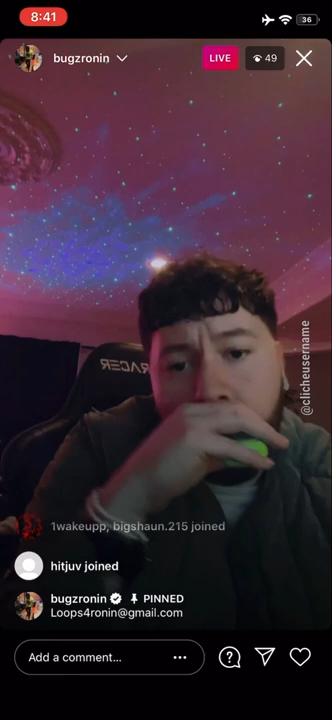 8:41
36
bugzronin
LIVE
49
@clicheusername
RACER
1wakeupp, bigshaun.215 joined
hitjuv joined
bugzronin PINNED
Loops4ronin@gmail.com
Add a comment...